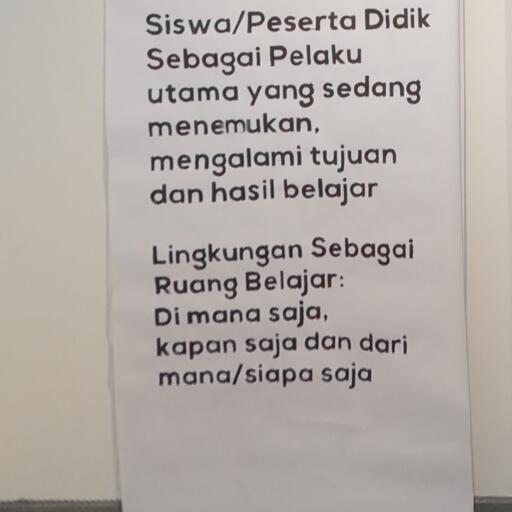 Siswa/Peserta Didik
Sebagai Pelaku
utama yang sedang
menemukan,
mengalami tujuan
dan hasil belajar
Lingkungan Sebagai
Ruang Belajar:
Di mana saja,
kapan saja dan dari
mana/siapa saja